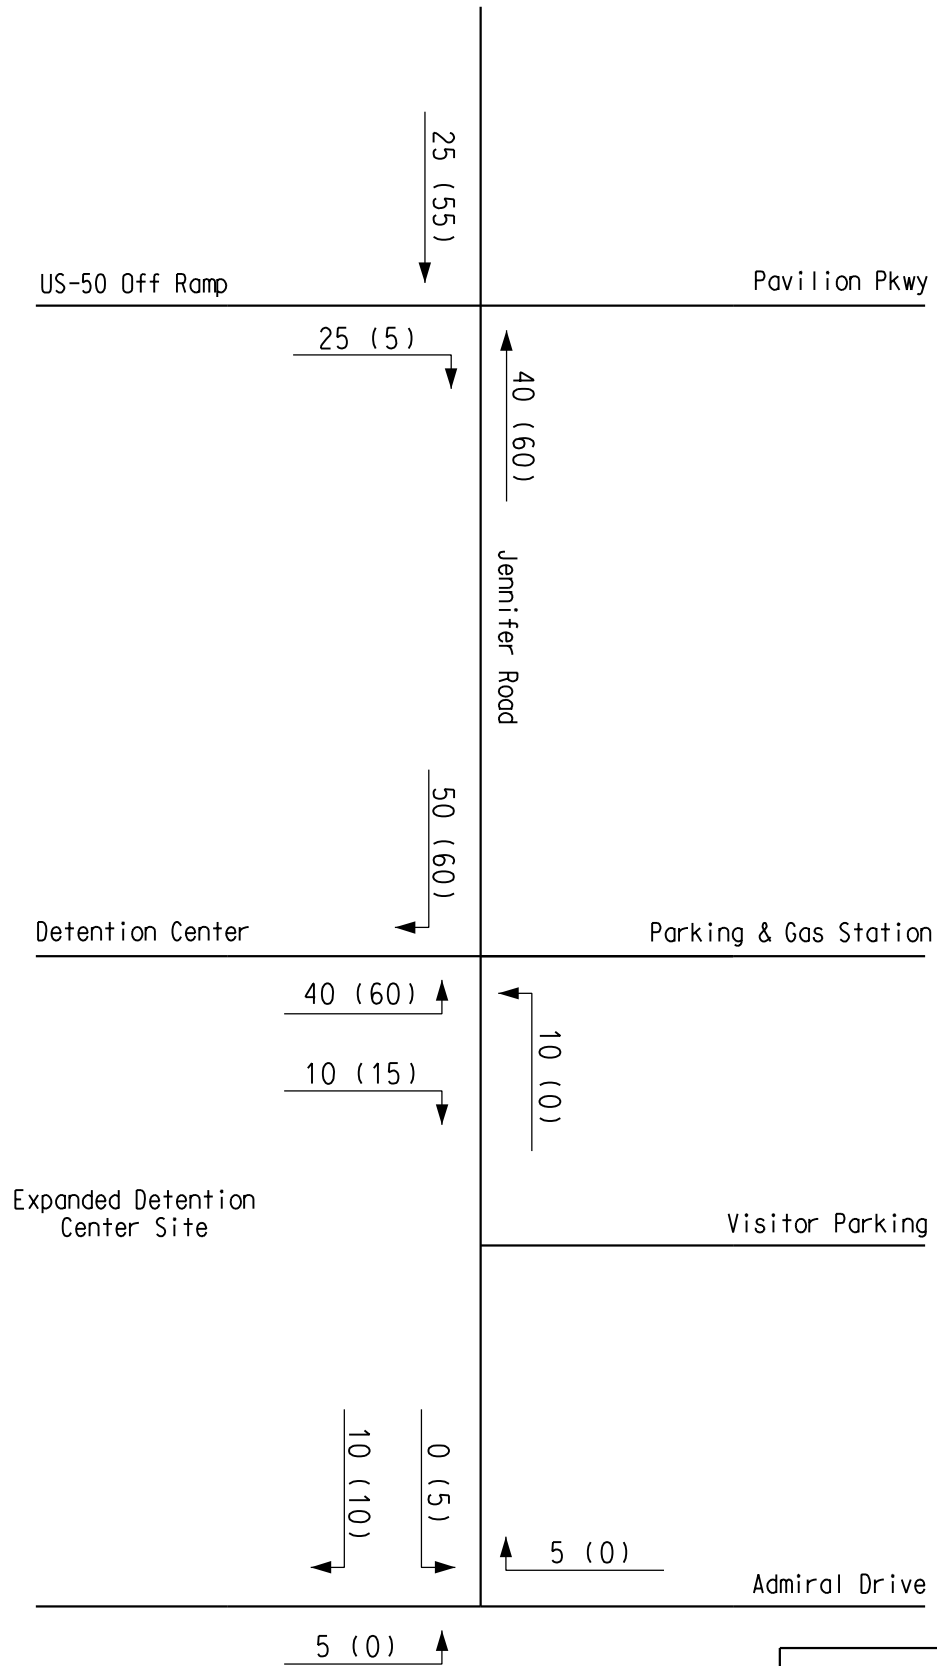 25 (55)
US-50 Off Ramp
Pavilion Pkwy
25 (5)
40 (60)
Jennifer Road
50 (60)
Detention Center
Parking & Gas Station
40 (60)
10 (0)
10 (15)
Expanded Detention
Center Site
Visitor Parking
10 (10)
0 (5)
5 (0)
Admiral Drive
5 (0)